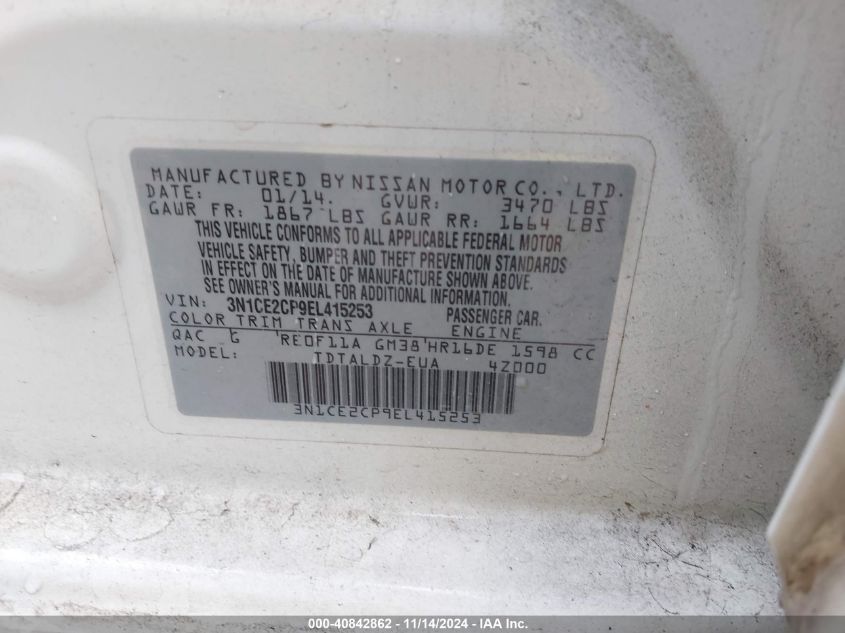 MANUFACTURED BY NISSAN MOTOR CO., LTD.
DATE: 01/14. GVWR: 3470 LBS
GAWR FR: 1867 LBS GAWR RR: 1664 LBS
THIS VEHICLE CONFORMS TO ALL APPLICABLE FEDERAL MOTOR
VEHICLE SAFETY, BUMPER AND THEFT PREVENTION STANDARDS
IN EFFECT ON THE DATE OF MANUFACTURE SHOWN ABOVE.
SEE OWNER'S MANUAL FOR ADDITIONAL INFORMATION.
VIN: 3N1CE2CP9EL415253 PASSENGER CAR.
COLOR TRIM TRANS AXLE ENGINE
QAC G RE0F11A GM38 HR16DE 1598 CC
MODEL: TDTALDZ-EUA 4Z000
3N1CE2CP9EL415253
000-40842862 - 11/14/2024 - IAA Inc.